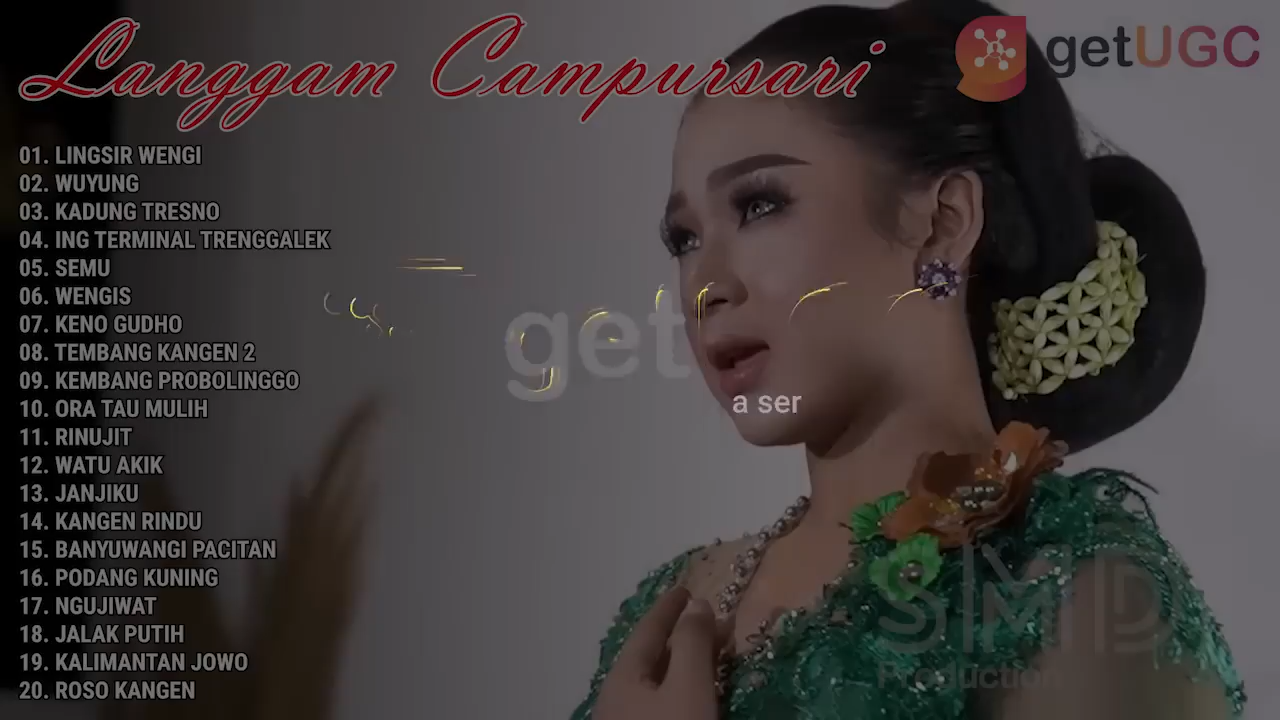 Langgam Campursari
getUGC
01. LINGSIR WENGI
02. WUYUNG
03. KADUNG TRESNO
04. ING TERMINAL TRENGGALEK
05. SEMU
06. WENGIS
07. KENO GUDHO
08. TEMBANG KANGEN 2
09. KEMBANG PROBOLINGGO
10. ORA TAU MULIH
11. RINUJIT
12. WATU AKIK
13. JANJIKU
14. KANGEN RINDU
15. BANYUWANGI PACITAN
16. PODANG KUNING
17. NGUJIWAT
18. JALAK PUTIH
19. KALIMANTAN JOWO
20. ROSO KANGEN
get
a ser
SMD
Production